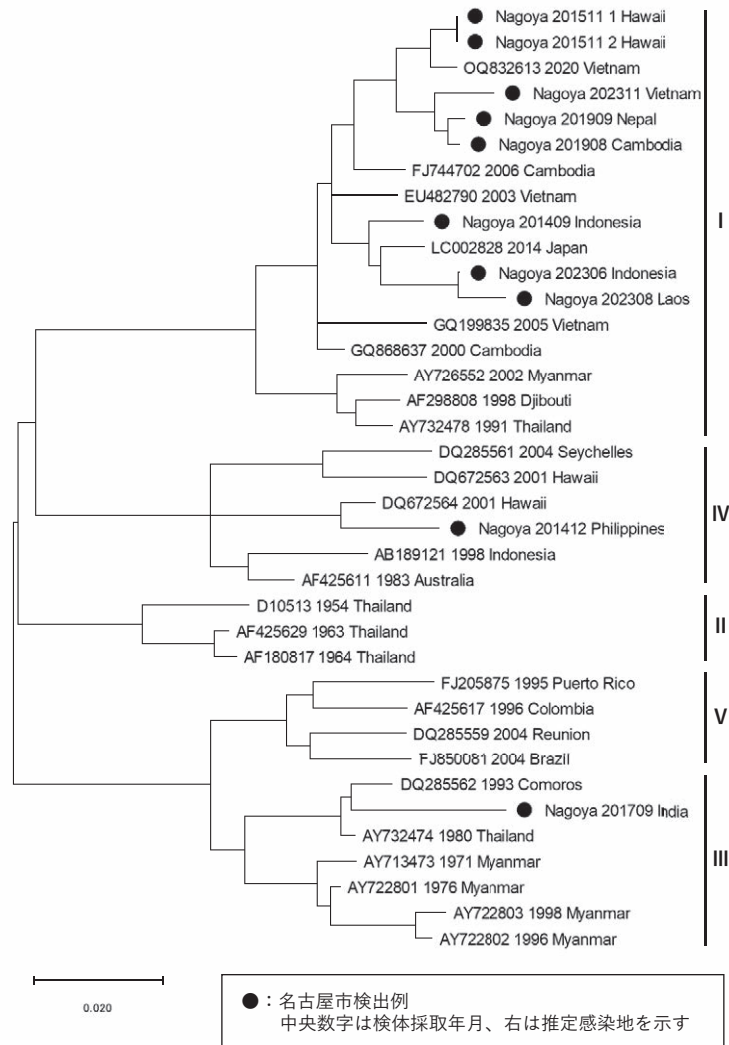 Nagoya 201511 1 Hawaii
Nagoya 201511 2 Hawaii
OQ832613 2020 Vietnam
Nagoya 202311 Vietnam
Nagoya 201909 Nepal
Nagoya 201908 Cambodia
FJ744702 2006 Cambodia
EU482790 2003 Vietnam
Nagoya 201409 Indonesia
LC002828 2014 Japan
Nagoya 202306 Indonesia
Nagoya 202308 Laos
GQ199835 2005 Vietnam
GQ868637 2000 Cambodia
AY726552 2002 Myanmar
AF298808 1998 Djibouti
AY732478 1991 Thailand
I
DQ285561 2004 Seychelles
DQ672563 2001 Hawaii
DQ672564 2001 Hawaii
Nagoya 201412 Philippines
AB189121 1998 Indonesia
AF425611 1983 Australia
IV
D10513 1954 Thailand
AF425629 1963 Thailand
AF180817 1964 Thailand
II
FJ205875 1995 Puerto Rico
AF425617 1996 Colombia
DQ285559 2004 Reunion
FJ850081 2004 Brazil
V
DQ285562 1993 Comoros
Nagoya 201709 India
AY732474 1980 Thailand
AY713473 1971 Myanmar
AY722801 1976 Myanmar
AY722803 1998 Myanmar
AY722802 1996 Myanmar
III
0.020
●：名古屋市検出例
中央数字は検体採取年月、右は推定感染地を示す